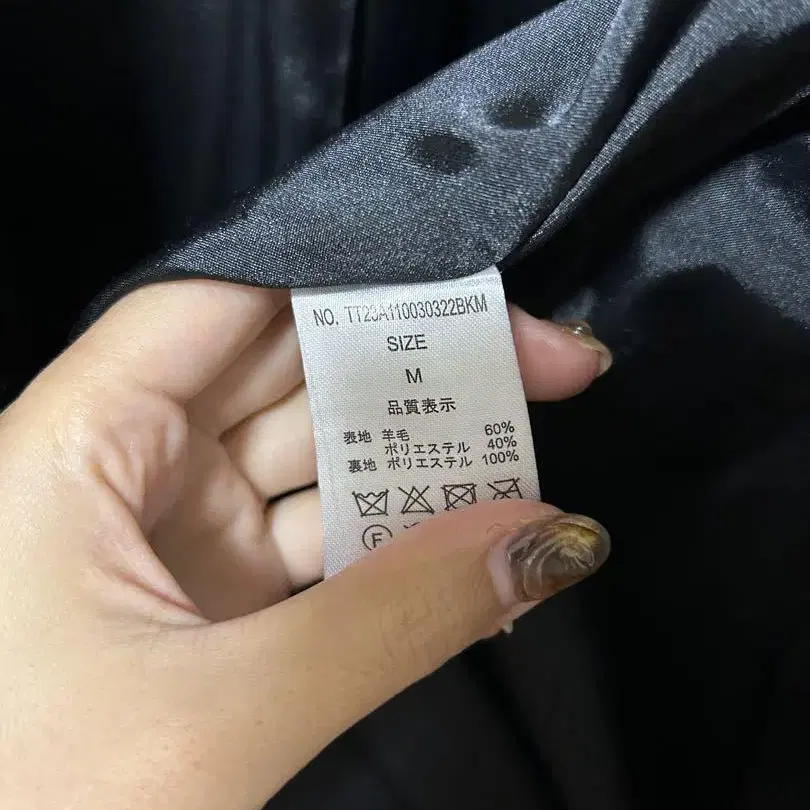 NO. TT23A110030322BKM
SIZE
M
品質表示
表地 羊毛 60%
ポリエステル 40%
裏地 ポリエステル 100%
F